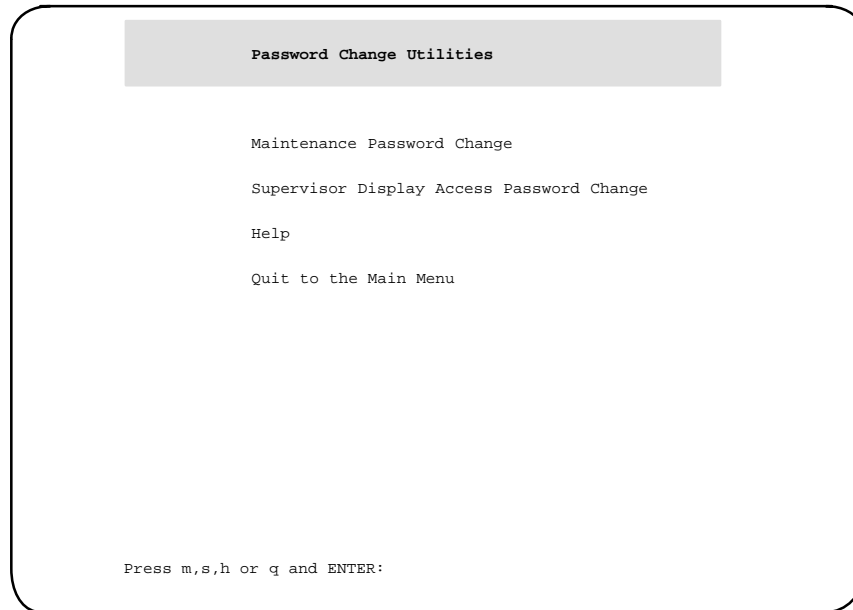 Password Change Utilities
Maintenance Password Change
Supervisor Display Access Password Change
Help
Quit to the Main Menu
Press m,s,h or q and ENTER: